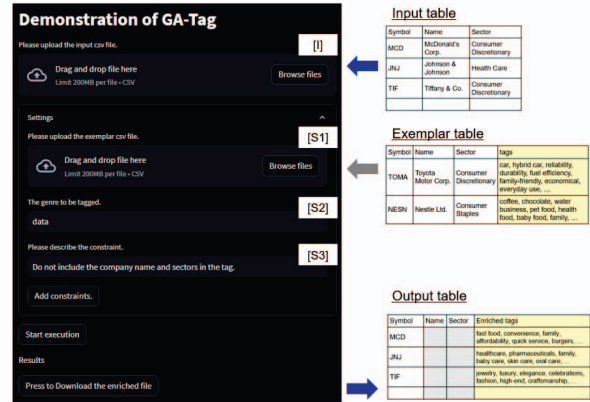 Demonstration of GA-Tag
Please upload the input csv file.
[I]
Drag and drop file here
Limit 200MB per file • CSV
Browse files
Settings
Please upload the exemplar csv file.
[S1]
Drag and drop file here
Limit 200MB per file • CSV
Browse files
The genre to be tagged.
[S2]
data
Please describe the constraint.
[S3]
Do not include the company name and sectors in the tag.
Add constraints.
Start execution
Results
Press to Download the enriched file
Input table
Symbol Name Sector
MCD McDonald's Corp. Consumer Discretionary
JNJ Johnson & Johnson Health Care
TIF Tiffany & Co. Consumer Discretionary
Exemplar table
Symbol Name Sector tags
TOMA Toyota Motor Corp. Consumer Discretionary car, hybrid car, reliability, durability, fuel efficiency, family-friendly, economical, everyday use, ...
NESN Nestle Ltd. Consumer Staples coffee, chocolate, water business, pet food, health food, baby food, family, ...
Output table
Symbol Name Sector Enriched tags
MCD fast food, convenience, family, affordability, quick service, burgers, ...
JNJ healthcare, pharmaceuticals, family, baby care, skin care, oral care, ...
TIF jewelry, luxury, elegance, celebrations, fashion, high-end, craftsmanship, ...